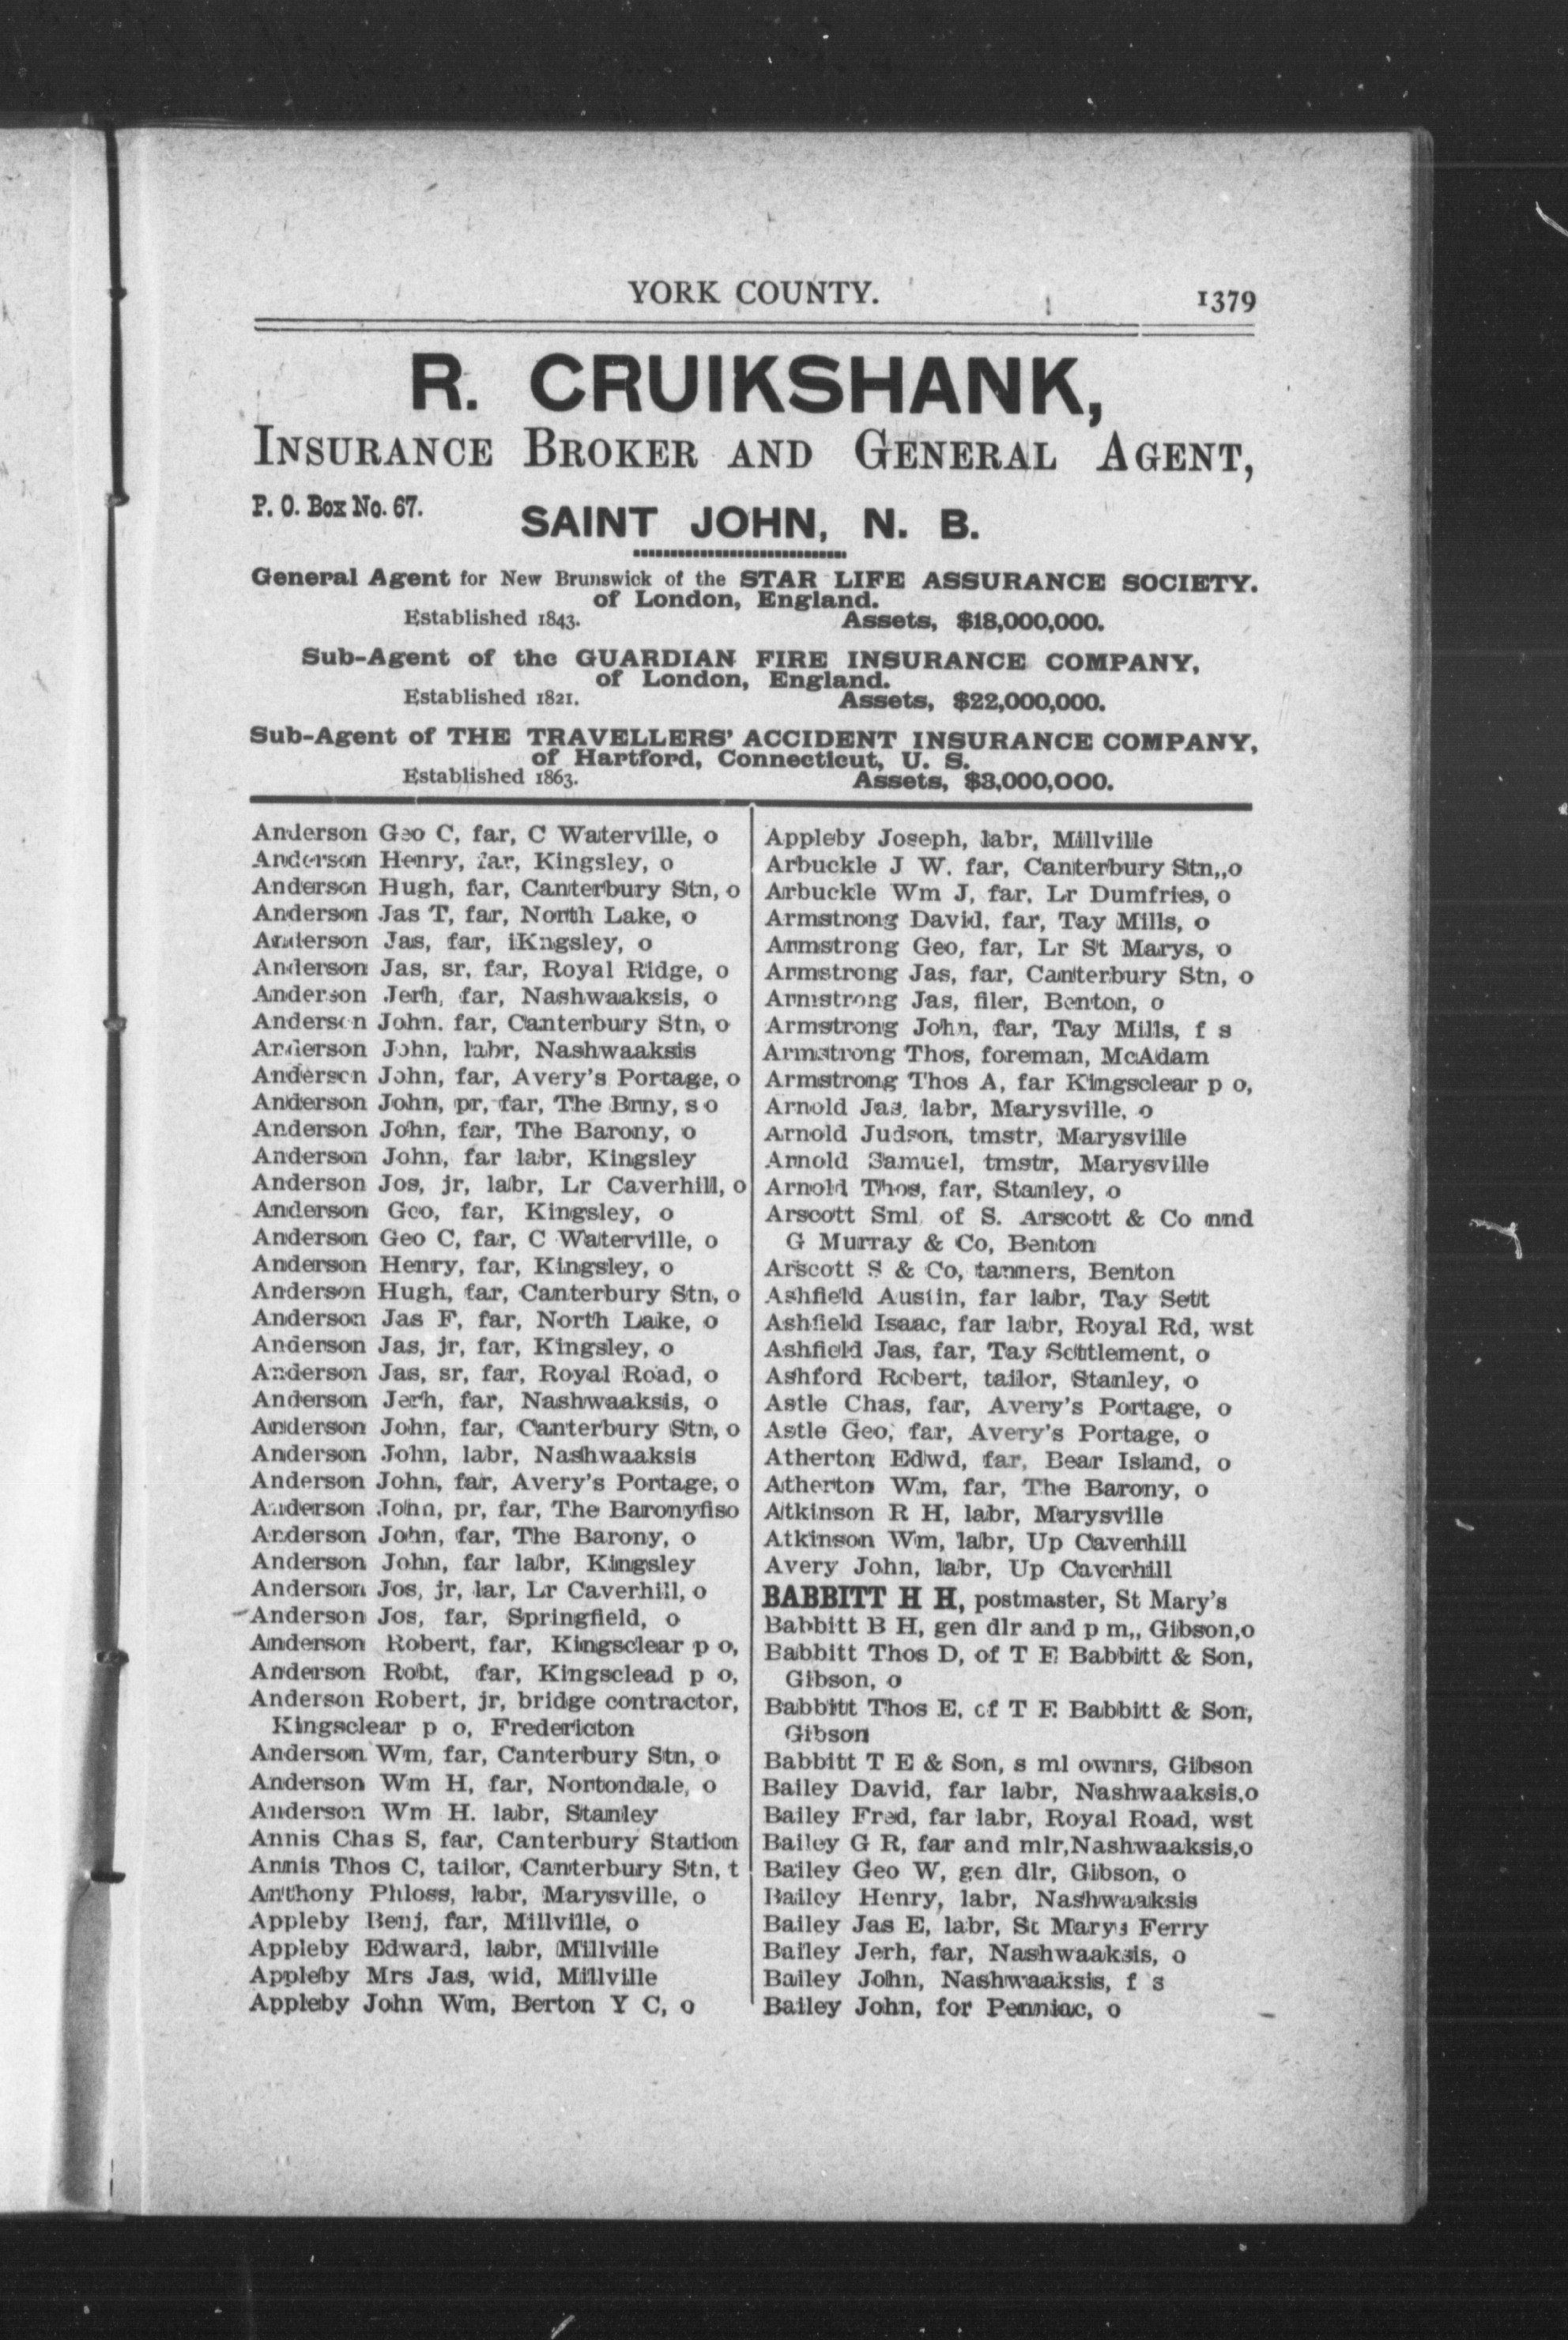 YORK COUNTY.
1379
R. CRUIKSHANK,
INSURANCE BROKER AND GENERAL AGENT,
P. O. Box No. 67.
SAINT JOHN, N. B.
General Agent for New Brunswick of the STAR LIFE ASSURANCE SOCIETY.
of London, England.
Established 1843. Assets, $18,000,000.
Sub-Agent of the GUARDIAN FIRE INSURANCE COMPANY,
of London, England.
Established 1821. Assets, $22,000,000.
Sub-Agent of THE TRAVELLERS' ACCIDENT INSURANCE COMPANY,
of Hartford, Connecticut, U. S.
Established 1863. Assets, $3,000,000.
Anderson Geo C, far, C Waterville, o
Anderson Henry, far, Kingsley, o
Anderson Hugh, far, Canterbury Stn, o
Anderson Jas T, far, North Lake, o
Anderson Jas, far, iKngsley, o
Anderson Jas, sr, far, Royal Ridge, o
Anderson Jerh, far, Nashwaaksis, o
Anderson John. far, Canterbury Stn, o
Anderson John, labr, Nashwaaksis
Anderson John, far, Avery's Portage, o
Anderson John, pr, far, The Brny, s o
Anderson John, far, The Barony, o
Anderson John, far labr, Kingsley
Anderson Jos, jr, labr, Lr Caverhill, o
Anderson Geo, far, Kingsley, o
Anderson Geo C, far, C Waterville, o
Anderson Henry, far, Kingsley, o
Anderson Hugh, far, Canterbury Stn, o
Anderson Jas F, far, North Lake, o
Anderson Jas, jr, far, Kingsley, o
Anderson Jas, sr, far, Royal Road, o
Anderson Jerh, far, Nashwaaksis, o
Anderson John, far, Canterbury Stn, o
Anderson John, labr, Nashwaaksis
Anderson John, far, Avery's Portage, o
Anderson John, pr, far, The Baronyfiso
Anderson John, far, The Barony, o
Anderson John, far labr, Kingsley
Anderson Jos, jr, lar, Lr Caverhill, o
Anderson Jos, far, Springfield, o
Anderson Robert, far, Kingsclear p o,
Anderson Robt, far, Kingsclead p o,
Anderson Robert, jr, bridge contractor,
Kingsclear p o, Fredericton
Anderson Wm, far, Canterbury Stn, o
Anderson Wm H, far, Nortondale, o
Anderson Wm H. labr, Stanley
Annis Chas S, far, Canterbury Station
Annis Thos C, tailor, Canterbury Stn, t
Anthony Phloss, labr, Marysville, o
Appleby Benj, far, Millville, o
Appleby Edward, labr, Millville
Appleby Mrs Jas, wid, Millville
Appleby John Wm, Berton Y C, o
Appleby Joseph, labr, Millville
Arbuckle J W. far, Canterbury Stn,,o
Arbuckle Wm J, far, Lr Dumfries, o
Armstrong David, far, Tay Mills, o
Armstrong Geo, far, Lr St Marys, o
Armstrong Jas, far, Canterbury Stn, o
Armstrong Jas, filer, Benton, o
Armstrong John, far, Tay Mills, f s
Armstrong Thos, foreman, McAdam
Armstrong Thos A, far Kingsclear p o,
Arnold Jas, labr, Marysville, o
Arnold Judson, tmstr, Marysville
Arnold Samuel, tmstr, Marysville
Arnold Thos, far, Stanley, o
Arscott Sml, of S. Arscott & Co nnd
G Murray & Co, Benton
Arscott S & Co, tanners, Benton
Ashfield Austin, far labr, Tay Sett
Ashfield Isaac, far labr, Royal Rd, wst
Ashfield Jas, far, Tay Settlement, o
Ashford Robert, tailor, Stanley, o
Astle Chas, far, Avery's Portage, o
Astle Geo, far, Avery's Portage, o
Atherton Edwd, far, Bear Island, o
Atherton Wm, far, The Barony, o
Atkinson R H, labr, Marysville
Atkinson Wm, labr, Up Caverhill
Avery John, labr, Up Caverhill
BABBITT H H, postmaster, St Mary's
Babbitt B H, gen dlr and p m,, Gibson,o
Babbitt Thos D, of T E Babbitt & Son,
Gibson, o
Babbitt Thos E, of T E Babbitt & Son,
Gibson
Babbitt T E & Son, s ml ownrs, Gibson
Bailey David, far labr, Nashwaaksis,o
Bailey Fred, far labr, Royal Road, wst
Bailey G R, far and mlr,Nashwaaksis,o
Bailey Geo W, gen dlr, Gibson, o
Bailey Henry, labr, Nashwaaksis
Bailey Jas E, labr, St Marys Ferry
Bailey Jerh, far, Nashwaaksis, o
Bailey John, Nashwaaksis, f s
Bailey John, for Penniac, o